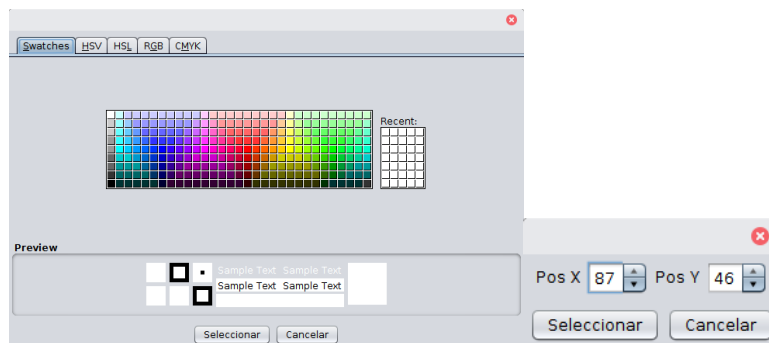 Swatches HSV HSL RGB CMYK
Recent:
Preview
Sample Text Sample Text
Sample Text Sample Text
Seleccionar Cancelar
Pos X 87 Pos Y 46
Seleccionar Cancelar